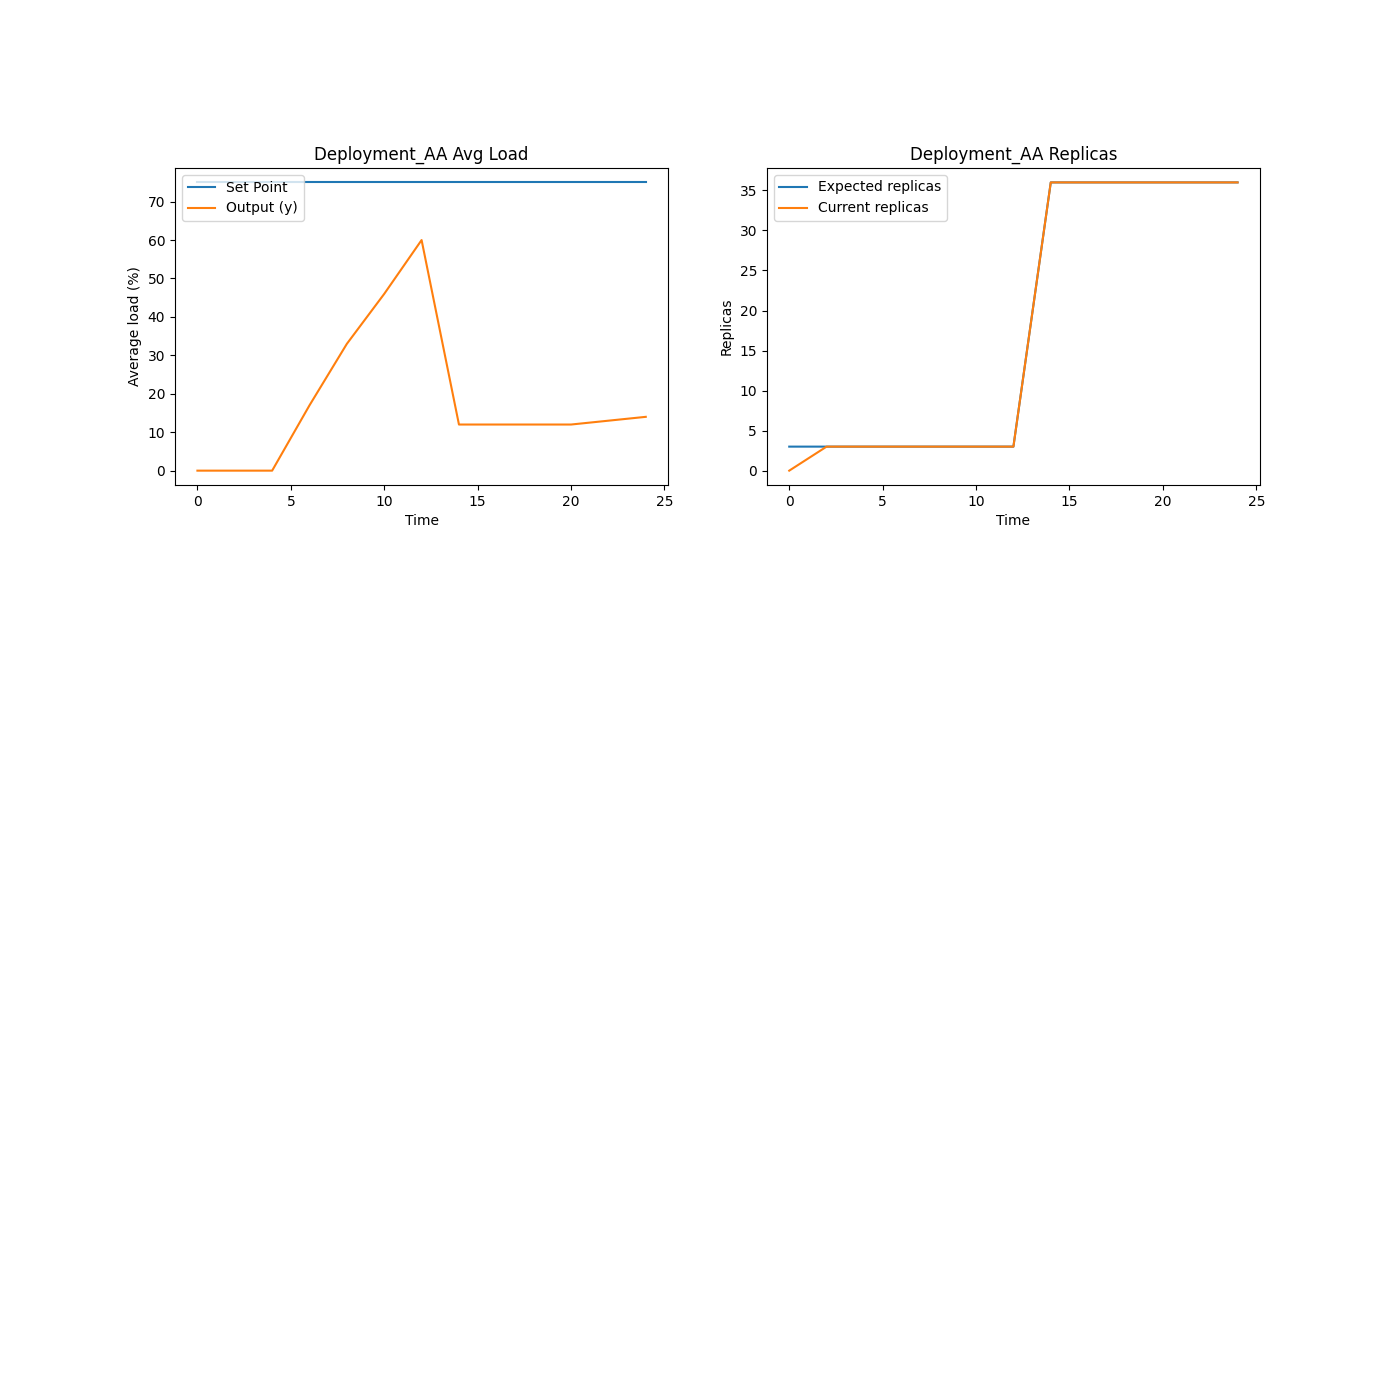 Deployment_AA Avg Load
Set Point
Output (y)
70
60
50
40
30
20
10
0
Average load (%)
0 5 10 15 20 25
Time
Deployment_AA Replicas
Expected replicas
Current replicas
35
30
25
20
15
10
5
0
Replicas
0 5 10 15 20 25
Time